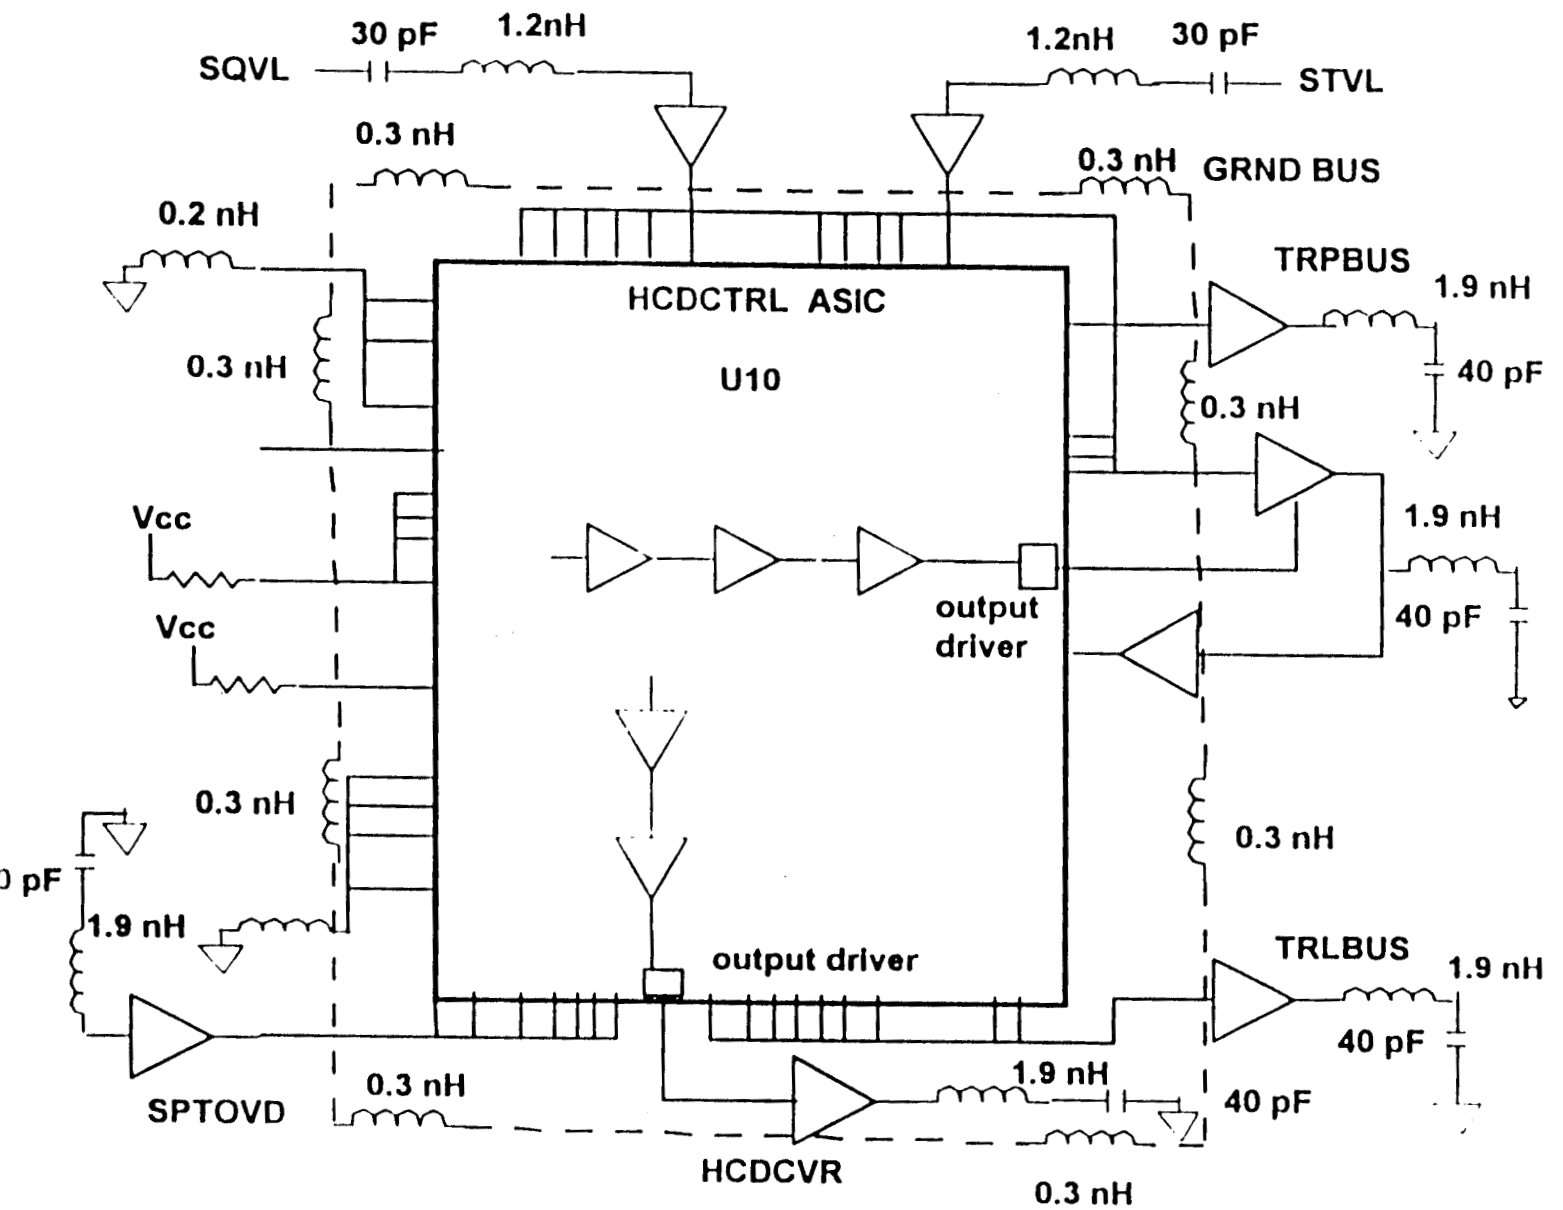 30 pF
1.2nH
1.2nH
30 pF
SQVL
STVL
0.3 nH
0.3 nH
GRND BUS
0.2 nH
TRPBUS
1.9 nH
HCDCTRL ASIC
0.3 nH
U10
40 pF
0.3 nH
Vcc
1.9 nH
output
driver
40 pF
Vcc
0.3 nH
0.3 nH
pF
1.9 nH
output driver
TRLBUS
1.9 nH
40 pF
0.3 nH
1.9 nH
SPTOVD
40 pF
HCDCVR
0.3 nH